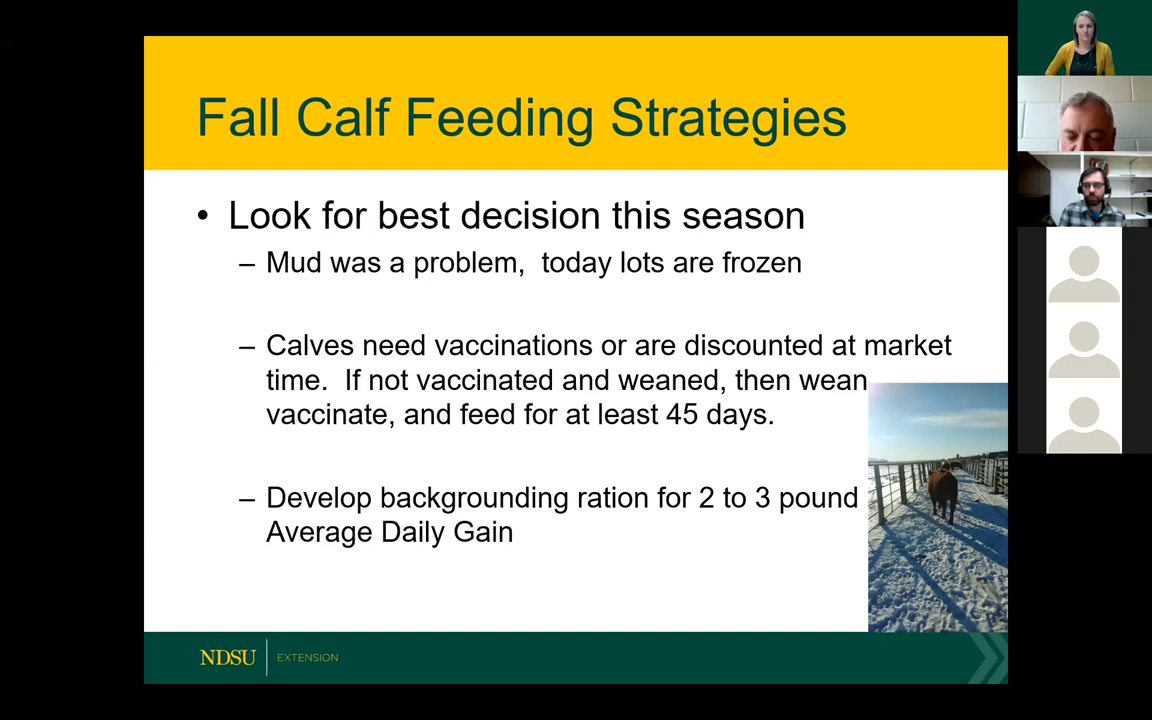 Fall Calf Feeding Strategies
• Look for best decision this season
– Mud was a problem,  today lots are frozen
– Calves need vaccinations or are discounted at market
time.  If not vaccinated and weaned, then wean
vaccinate, and feed for at least 45 days.
– Develop backgrounding ration for 2 to 3 pound
Average Daily Gain
NDSU EXTENSION